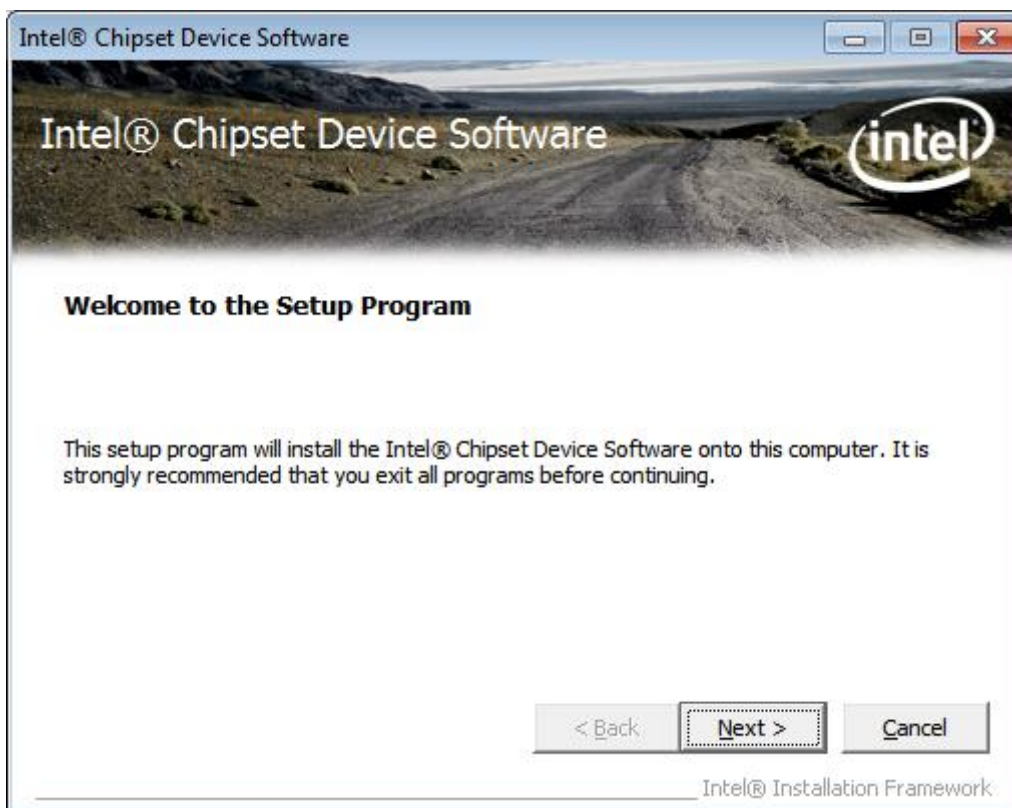 Intel® Chipset Device Software
Intel® Chipset Device Software
intel
Welcome to the Setup Program
This setup program will install the Intel® Chipset Device Software onto this computer. It is
strongly recommended that you exit all programs before continuing.
< Back Next > Cancel
Intel® Installation Framework